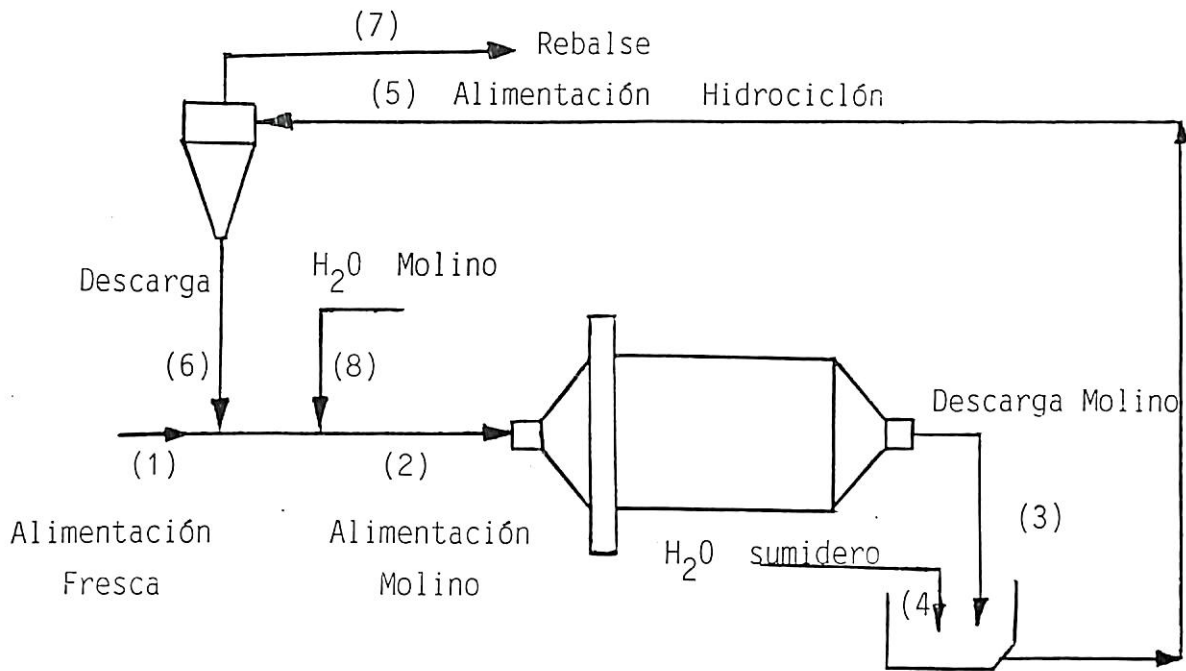 (7)
Rebalse
(5) Alimentación Hidrociclón
H₂O Molino
Descarga
(6)
(8)
Descarga Molino
(1)
(2)
(3)
Alimentación
Fresca
Alimentación
Molino
H₂O sumidero
(4